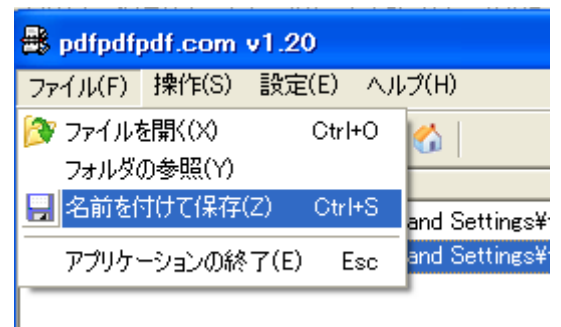 pdfpdfpdf.com v1.20
ファイル(F) 操作(S) 設定(E) ヘルプ(H)
ファイルを開く(X) Ctrl+O
フォルダの参照(Y)
名前を付けて保存(Z) Ctrl+S
and Settings¥
アプリケーションの終了(E) Esc
and Settings¥